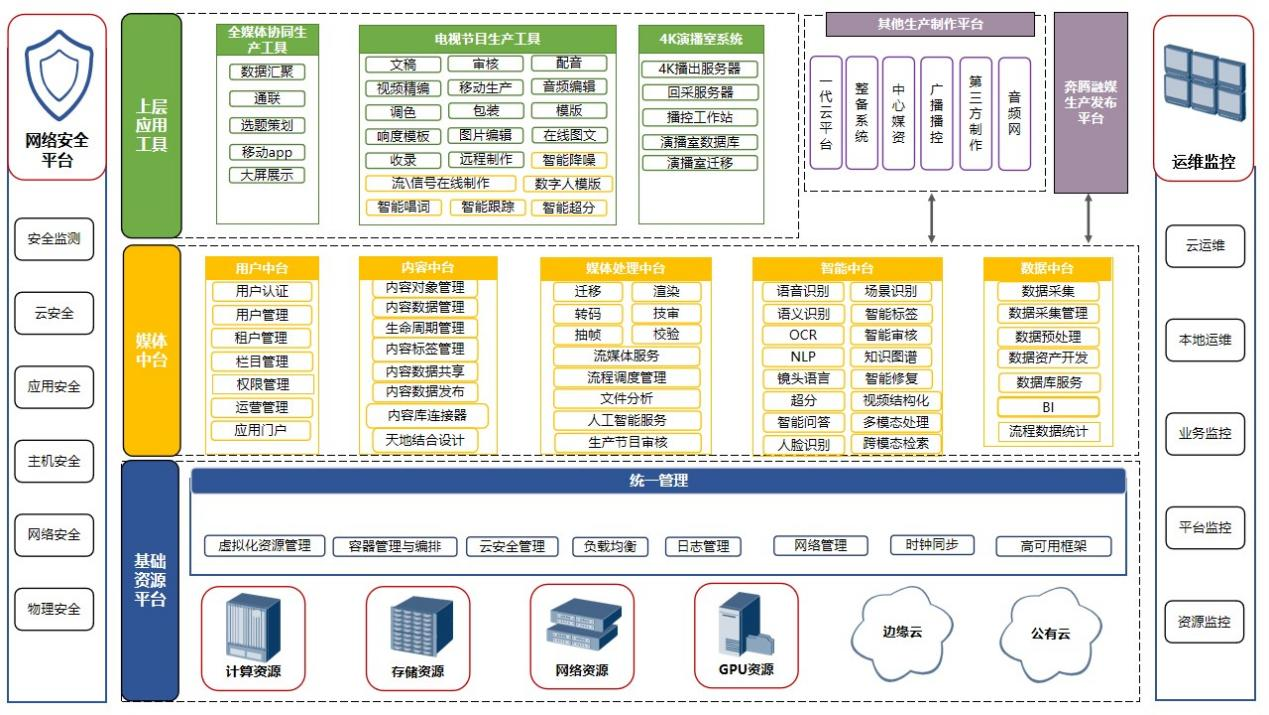 网络安全
平台
安全监测
云安全
应用安全
主机安全
网络安全
物理安全
上层
应用
工具
全媒体协同生
产工具
数据汇聚
通联
选题策划
移动app
大屏展示
电视节目生产工具
文稿
审核
配音
视频精编
移动生产
音频编辑
调色
包装
模版
响度模板
图片编辑
在线图文
收录
远程制作
智能降噪
流\信号在线制作
数字人模版
智能唱词
智能跟踪
智能超分
4K演播室系统
4K播出服务器
回采服务器
播控工作站
演播室数据库
演播室迁移
其他生产制作平台
一代云平台
整备系统
中心媒资
广播播控
第三方制作
音频网
奔腾融媒
生产发布
平台
媒体
中台
用户中台
用户认证
用户管理
租户管理
栏目管理
权限管理
运营管理
应用门户
内容中台
内容对象管理
内容数据管理
生命周期管理
内容标签管理
内容数据共享
内容数据发布
内容库连接器
天地结合设计
媒体处理中台
迁移
渲染
转码
技审
抽帧
校验
流媒体服务
流程调度管理
文件分析
人工智能服务
生产节目审核
智能中台
语音识别
场景识别
语义识别
智能标签
OCR
智能审核
NLP
知识图谱
镜头语言
智能修复
超分
视频结构化
智能问答
多模态处理
人脸识别
跨模态检索
数据中台
数据采集
数据采集管理
数据预处理
数据资产开发
数据库服务
BI
流程数据统计
基础
资源
平台
统一管理
虚拟化资源管理
容器管理与编排
云安全管理
负载均衡
日志管理
网络管理
时钟同步
高可用框架
计算资源
存储资源
网络资源
GPU资源
边缘云
公有云
运维监控
云运维
本地运维
业务监控
平台监控
资源监控